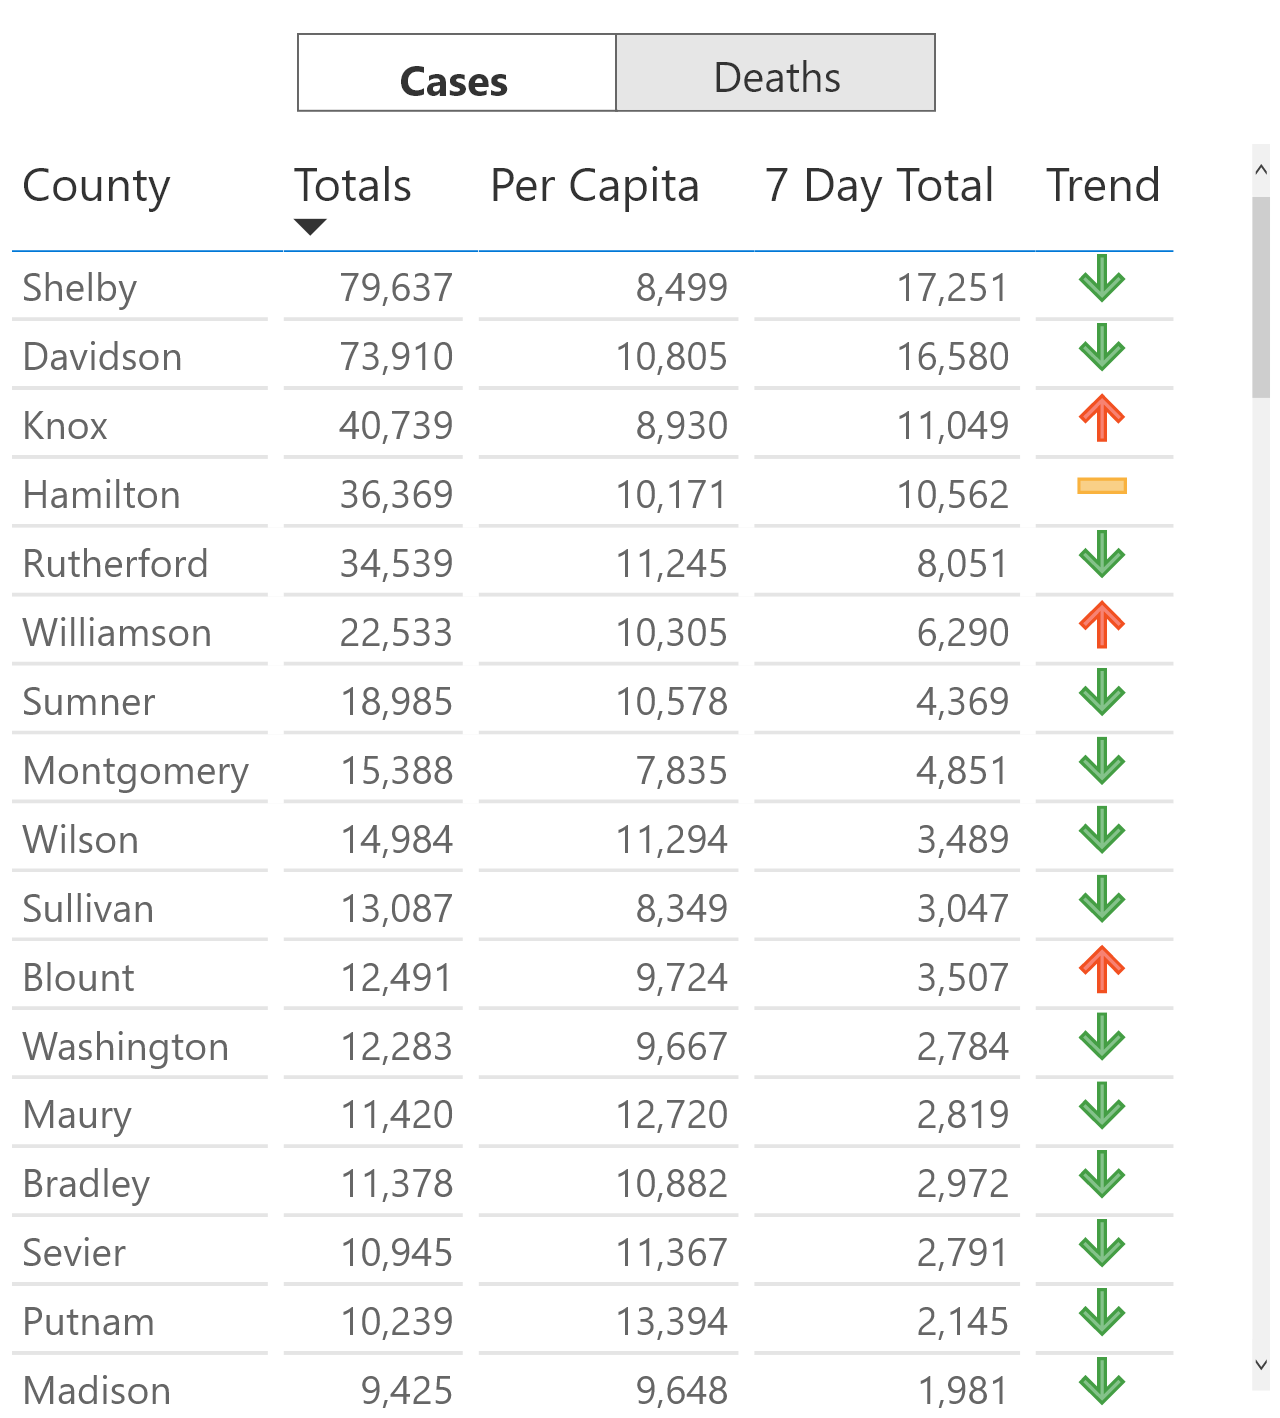 Cases Deaths
County Totals Per Capita 7 Day Total Trend
Shelby 79,637 8,499 17,251
Davidson 73,910 10,805 16,580
Knox 40,739 8,930 11,049
Hamilton 36,369 10,171 10,562
Rutherford 34,539 11,245 8,051
Williamson 22,533 10,305 6,290
Sumner 18,985 10,578 4,369
Montgomery 15,388 7,835 4,851
Wilson 14,984 11,294 3,489
Sullivan 13,087 8,349 3,047
Blount 12,491 9,724 3,507
Washington 12,283 9,667 2,784
Maury 11,420 12,720 2,819
Bradley 11,378 10,882 2,972
Sevier 10,945 11,367 2,791
Putnam 10,239 13,394 2,145
Madison 9,425 9,648 1,981